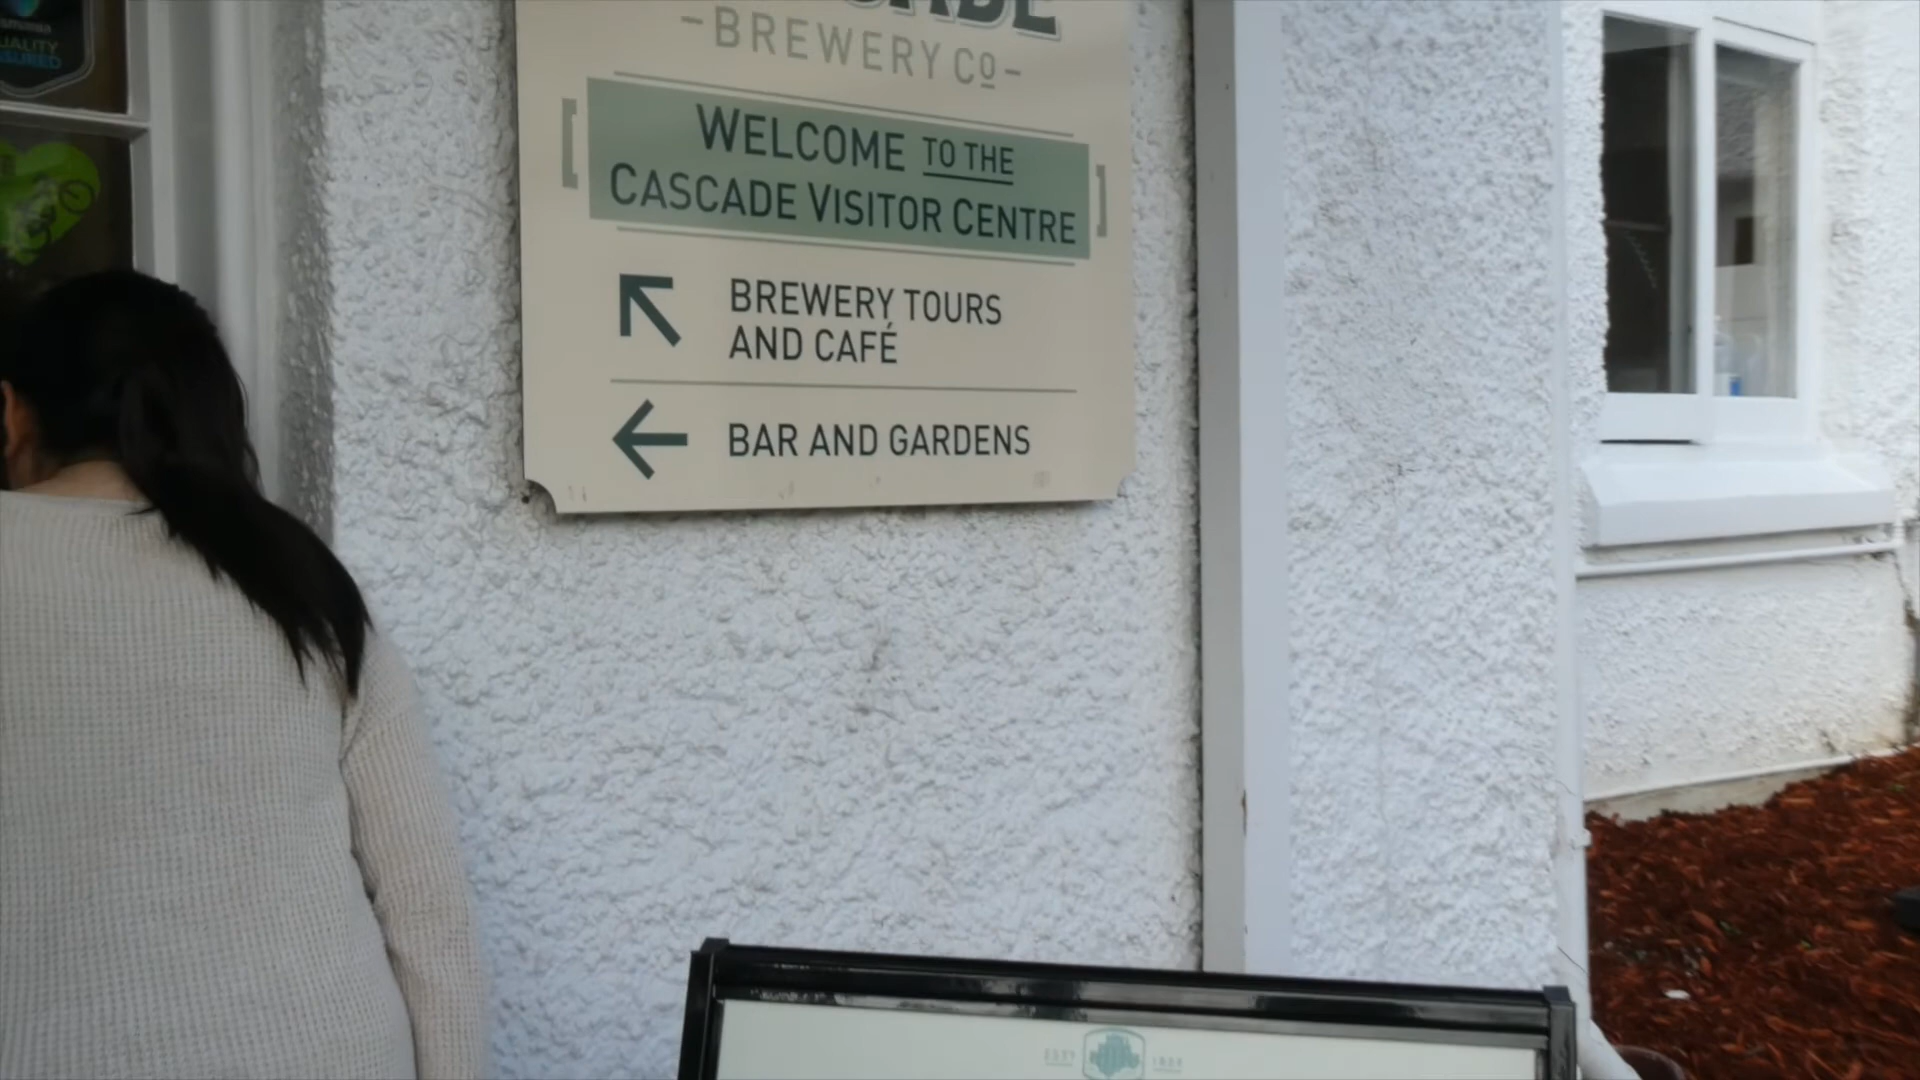 BREWERY Co
WELCOME TO THE
CASCADE VISITOR CENTRE
BREWERY TOURS
AND CAFÉ
BAR AND GARDENS